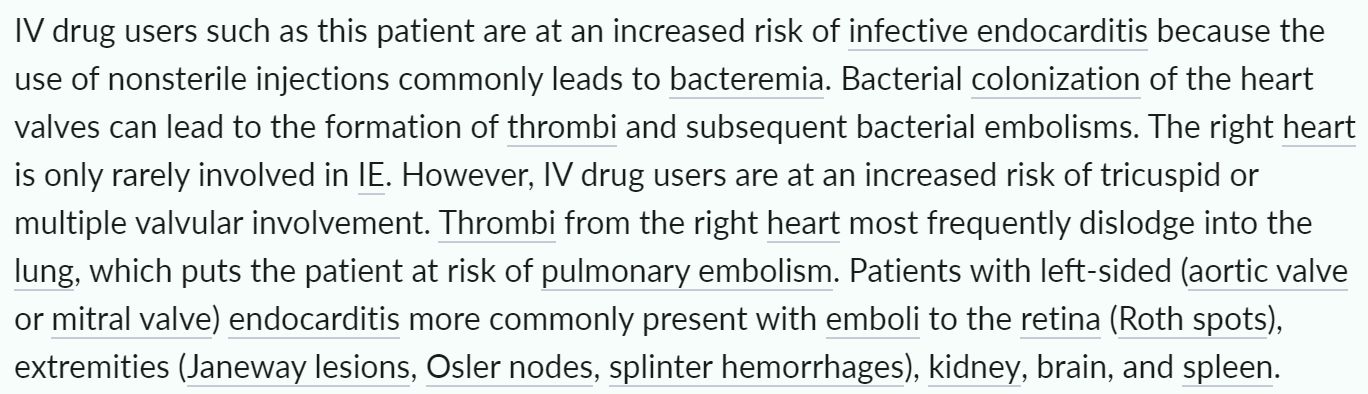 IV drug users such as this patient are at an increased risk of infective endocarditis because the
use of nonsterile injections commonly leads to bacteremia. Bacterial colonization of the heart
valves can lead to the formation of thrombi and subsequent bacterial embolisms. The right heart
is only rarely involved in IE. However, IV drug users are at an increased risk of tricuspid or
multiple valvular involvement. Thrombi from the right heart most frequently dislodge into the
lung, which puts the patient at risk of pulmonary embolism. Patients with left-sided (aortic valve
or mitral valve) endocarditis more commonly present with emboli to the retina (Roth spots),
extremities (Janeway lesions, Osler nodes, splinter hemorrhages), kidney, brain, and spleen.